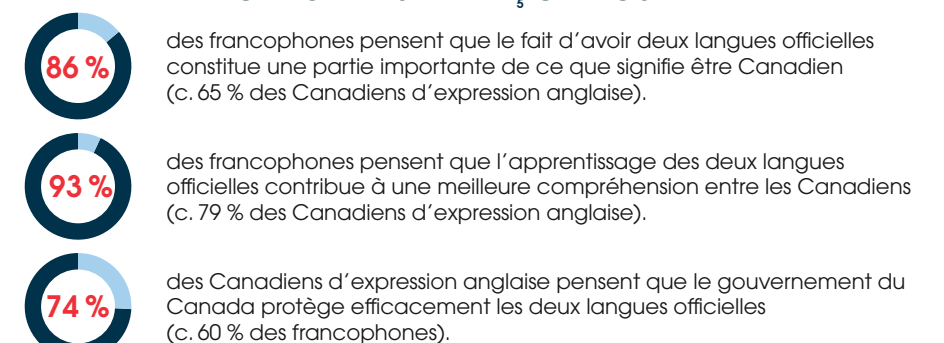 86 %
des francophones pensent que le fait d’avoir deux langues officielles
constitue une partie importante de ce que signifie être Canadien
(c. 65 % des Canadiens d’expression anglaise).
93 %
des francophones pensent que l’apprentissage des deux langues
officielles contribue à une meilleure compréhension entre les Canadiens
(c. 79 % des Canadiens d’expression anglaise).
74 %
des Canadiens d’expression anglaise pensent que le gouvernement du
Canada protège efficacement les deux langues officielles
(c. 60 % des francophones).